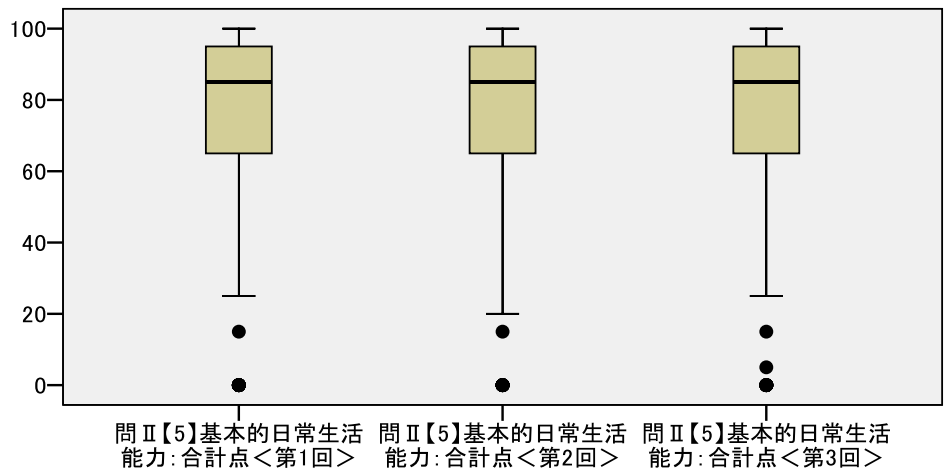 100
80
60
40
20
0
問Ⅱ【5】基本的日常生活
能力:合計点<第1回>
問Ⅱ【5】基本的日常生活
能力:合計点<第2回>
問Ⅱ【5】基本的日常生活
能力:合計点<第3回>